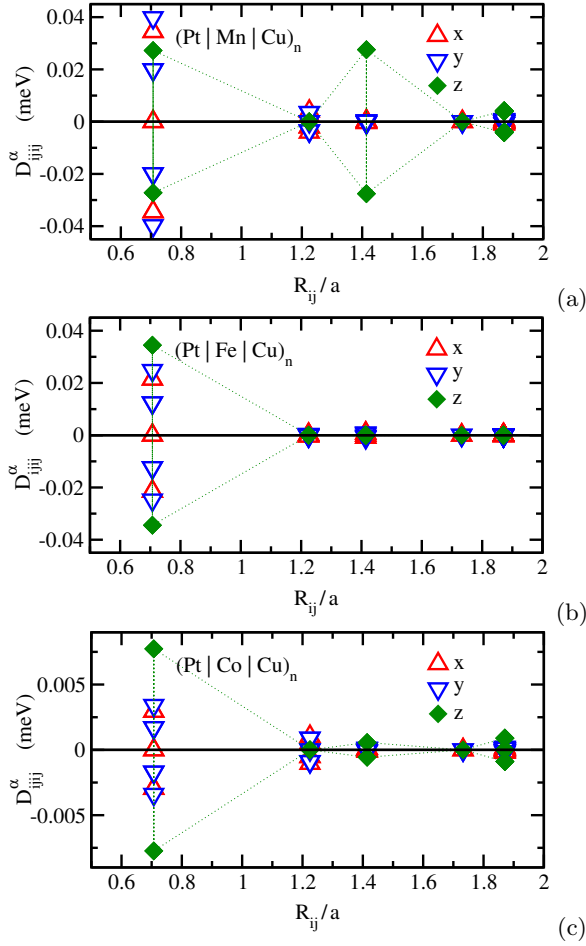 (Pt | Mn | Cu)n
x
y
z
0.04
0.02
0
-0.02
-0.04
D^α_ijij (meV)
0.6 0.8 1 1.2 1.4 1.6 1.8 2
R_ij/a
(a)
(Pt | Fe | Cu)n
x
y
z
0.04
0.02
0
-0.02
-0.04
D^α_ijij (meV)
0.6 0.8 1 1.2 1.4 1.6 1.8 2
R_ij/a
(b)
(Pt | Co | Cu)n
x
y
z
0.005
0
-0.005
D^α_ijij (meV)
0.6 0.8 1 1.2 1.4 1.6 1.8 2
R_ij/a
(c)